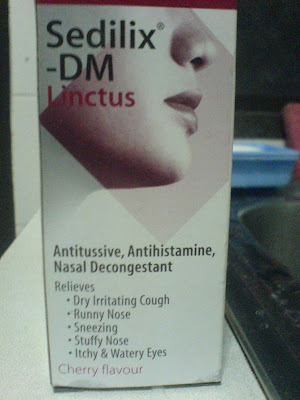 Sedilix®
-DM
Linctus
Antitussive, Antihistamine,
Nasal Decongestant
Relieves
• Dry Irritating Cough
• Runny Nose
• Sneezing
• Stuffy Nose
• Itchy & Watery Eyes
Cherry flavour